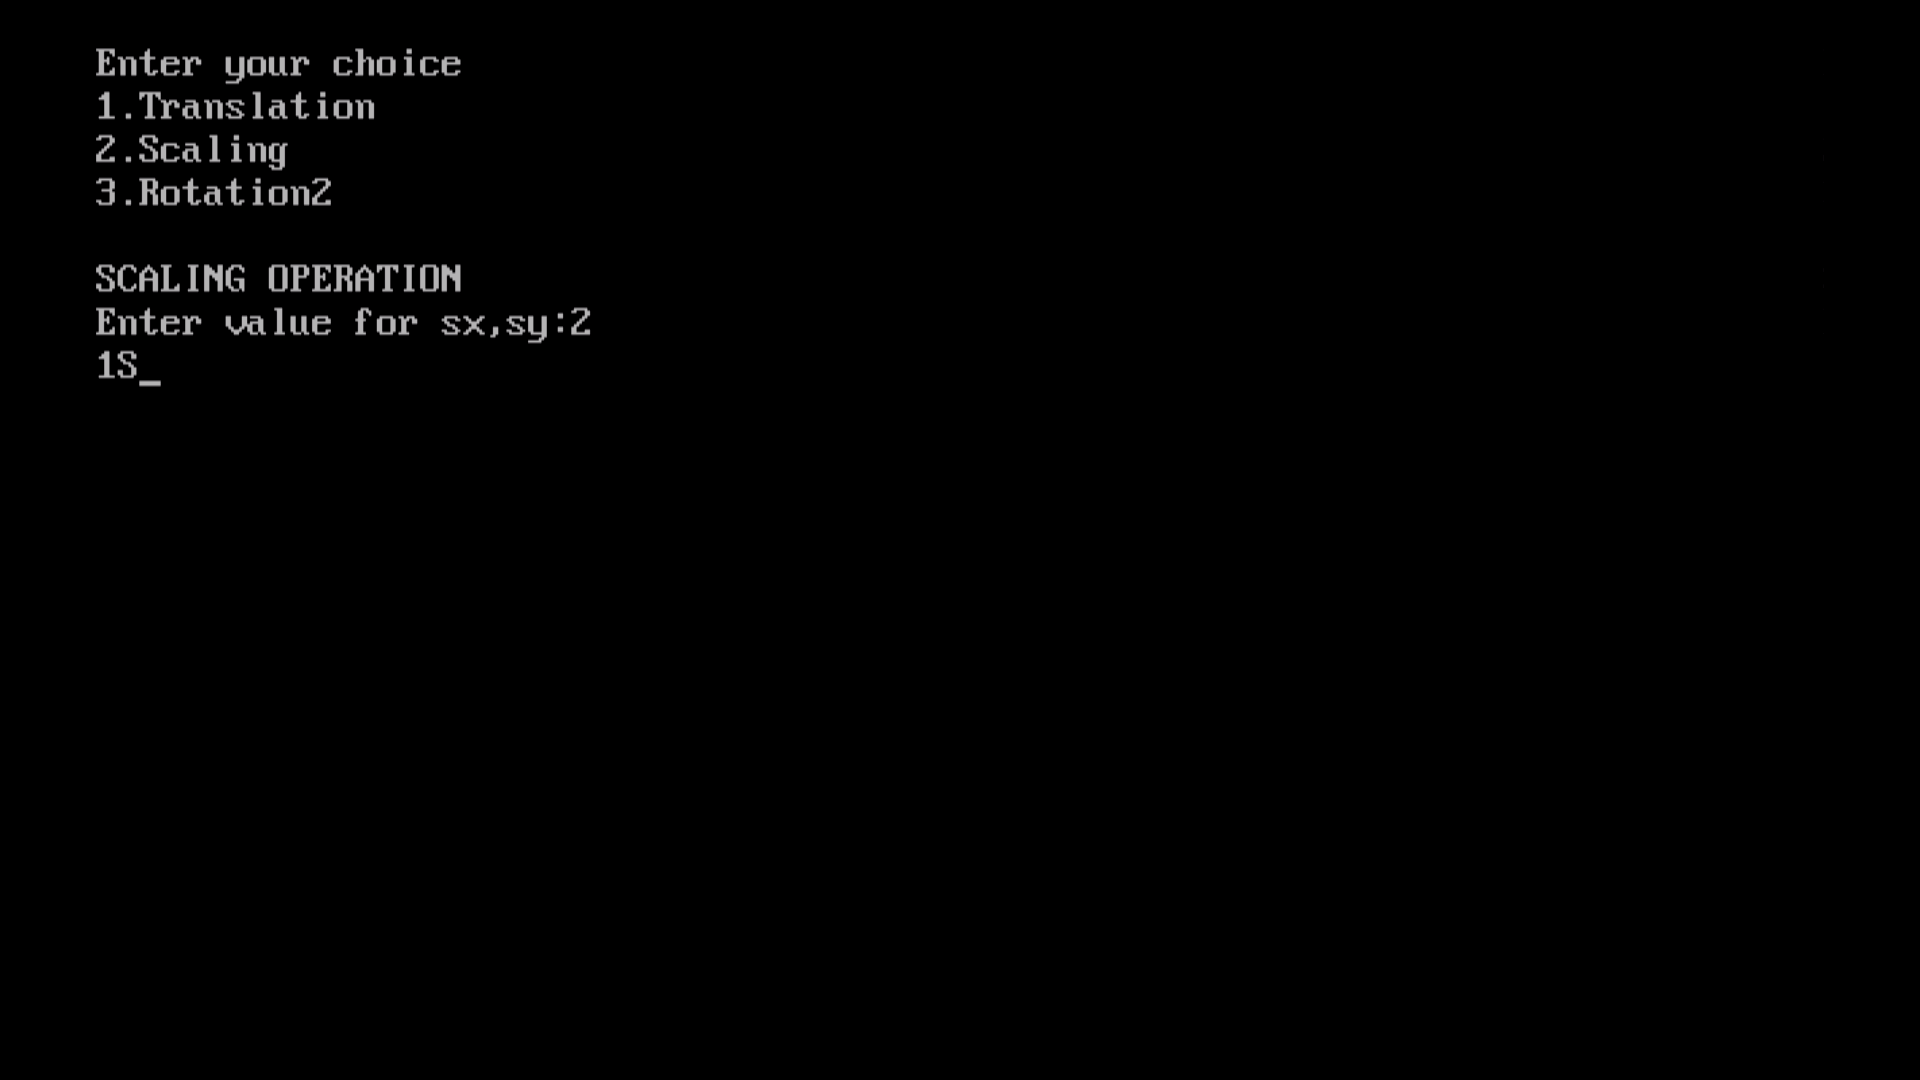 Enter your choice
1.Translation
2.Scaling
3.Rotation2
SCALING OPERATION
Enter value for sx,sy:2
1S_